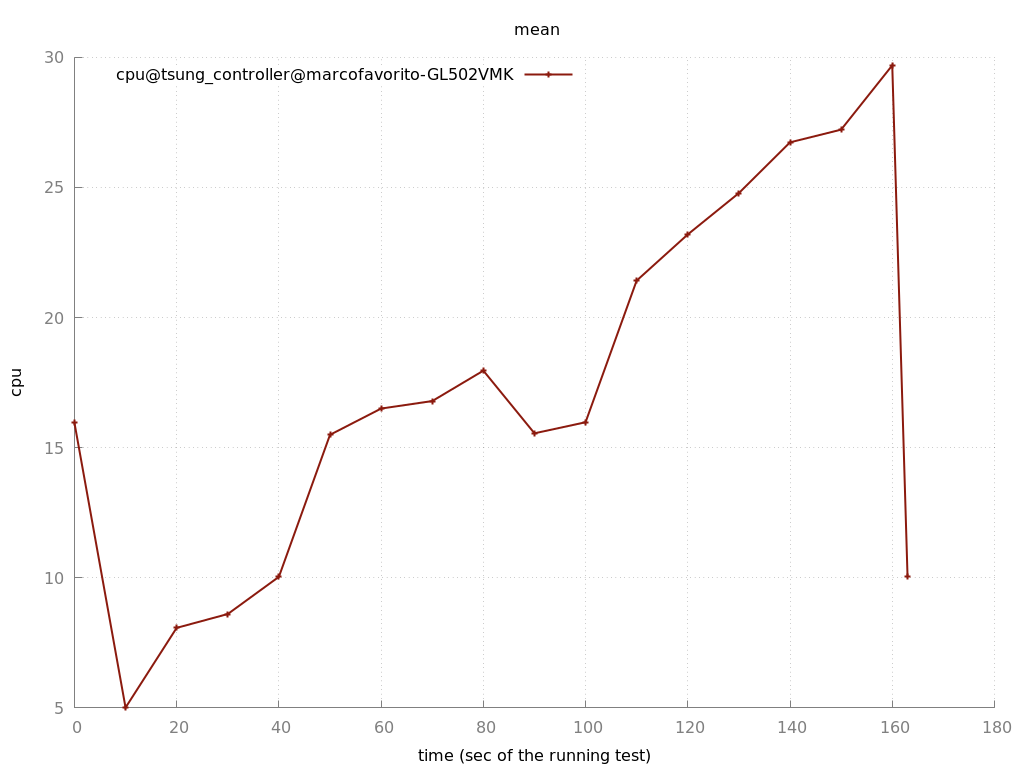 mean
cpu@tsung_controller@marcofavorito-GL502VMK
30
25
20
15
10
5
cpu
0 20 40 60 80 100 120 140 160 180
time (sec of the running test)